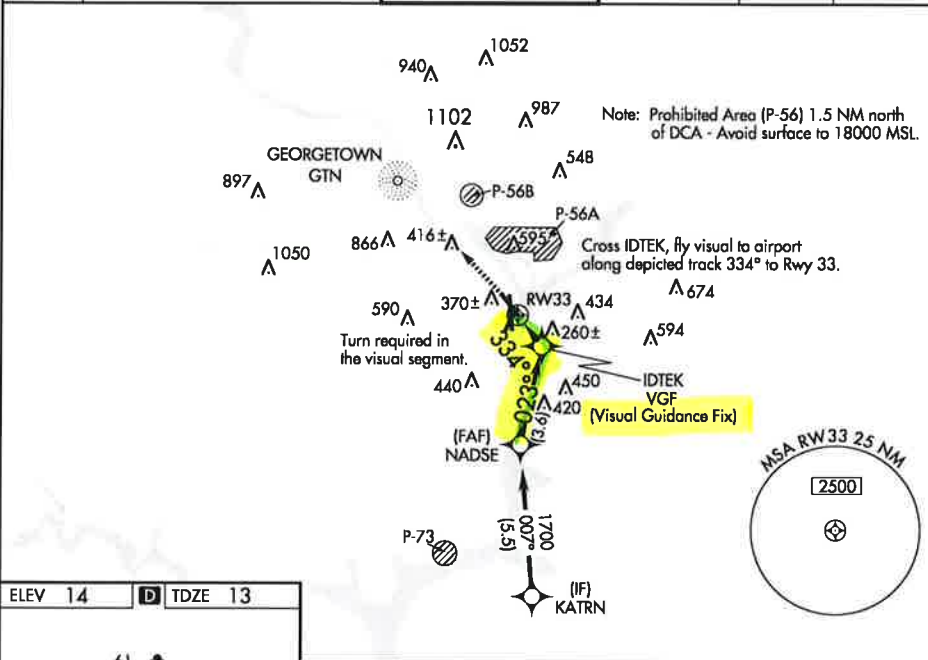 1052
940
1102
987
Note: Prohibited Area (P-56) 1.5 NM north
of DCA - Avoid surface to 18000 MSL.
GEORGETOWN
GTN
548
897
P-56B
P-56A
866
416±
595
Cross IDTEK, fly visual to airport
along depicted track 334° to Rwy 33.
1050
674
370±
RW33
434
590
260±
594
Turn required in
the visual segment.
334°
440
450
IDTEK
VGF
(Visual Guidance Fix)
420
023°
(3.6)
(FAF)
NADSE
MSA RW33 25 NM
2500
1700
007°
(5.5)
P-73
(IF)
KATRN
ELEV 14 D TDZE 13